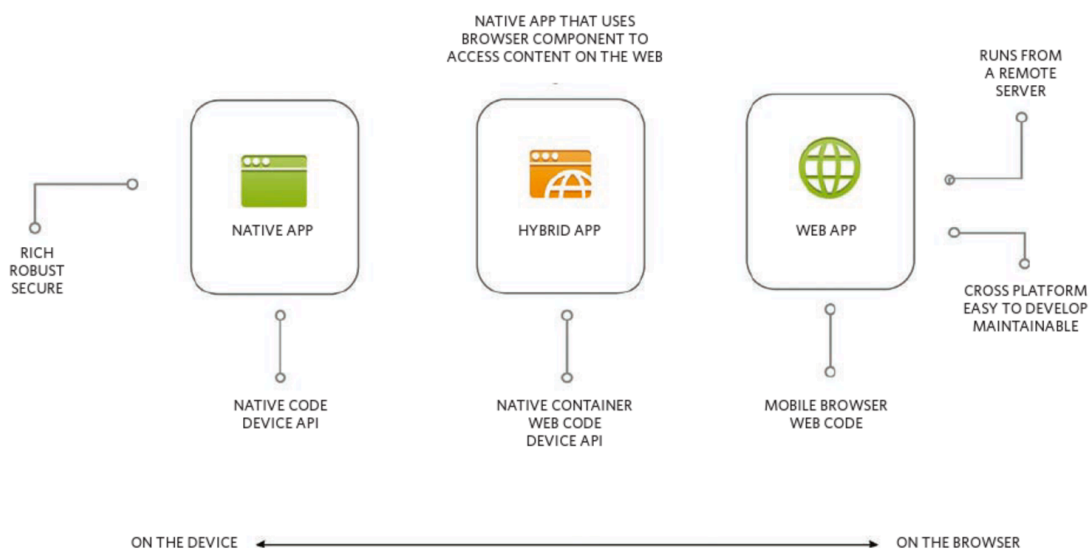 NATIVE APP THAT USES
BROWSER COMPONENT TO
ACCESS CONTENT ON THE WEB
RUNS FROM
A REMOTE
SERVER
NATIVE APP
HYBRID APP
WEB APP
RICH
ROBUST
SECURE
CROSS PLATFORM
EASY TO DEVELOP
MAINTAINABLE
NATIVE CODE
DEVICE API
NATIVE CONTAINER
WEB CODE
DEVICE API
MOBILE BROWSER
WEB CODE
ON THE DEVICE
ON THE BROWSER